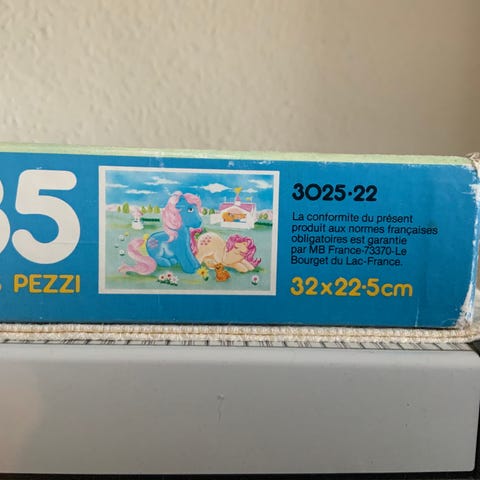 35
PEZZI
3025·22
La conformite du présent
produit aux normes françaises
obligatoires est garantie
par MB France·73370-Le
Bourget du Lac-France.
32x22·5cm